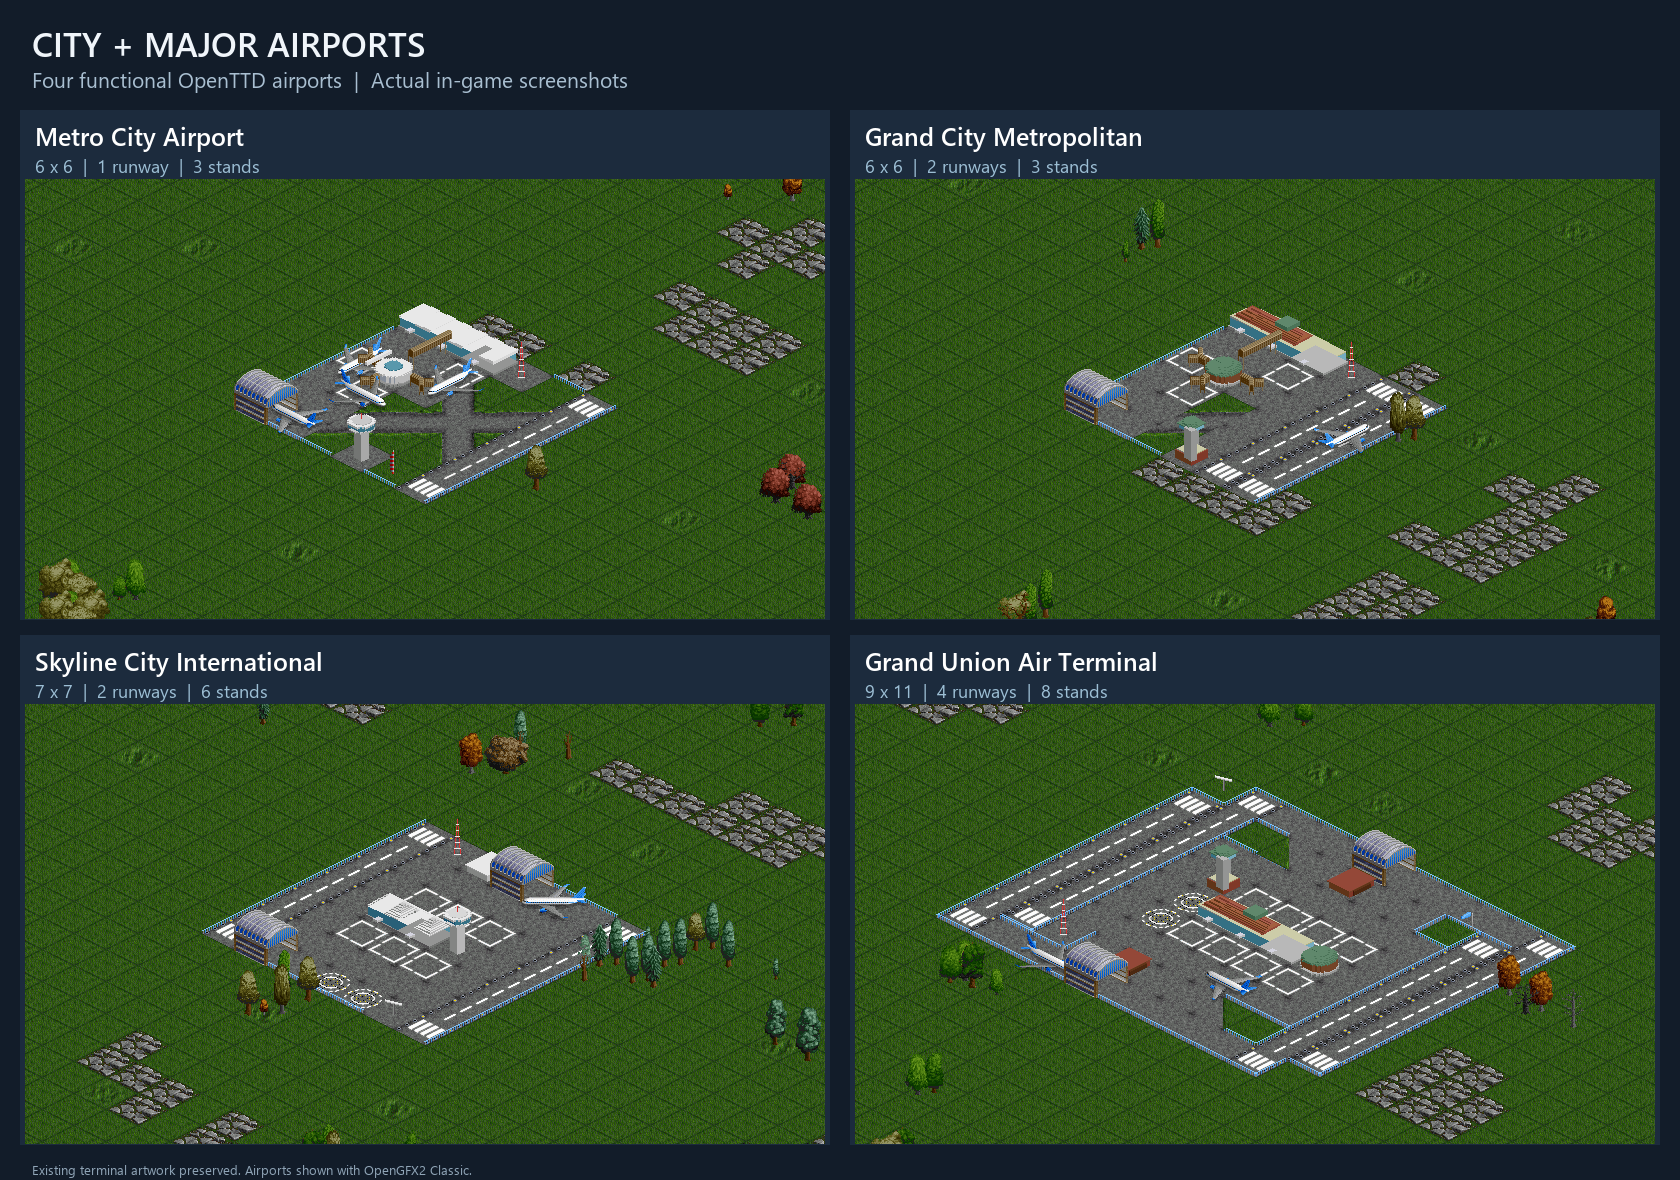 CITY + MAJOR AIRPORTS
Four functional OpenTTD airports | Actual in-game screenshots
Metro City Airport
6 x 6 | 1 runway | 3 stands
Grand City Metropolitan
6 x 6 | 2 runways | 3 stands
Skyline City International
7 x 7 | 2 runways | 6 stands
Grand Union Air Terminal
9 x 11 | 4 runways | 8 stands
Existing terminal artwork preserved. Airports shown with OpenGFX2 Classic.